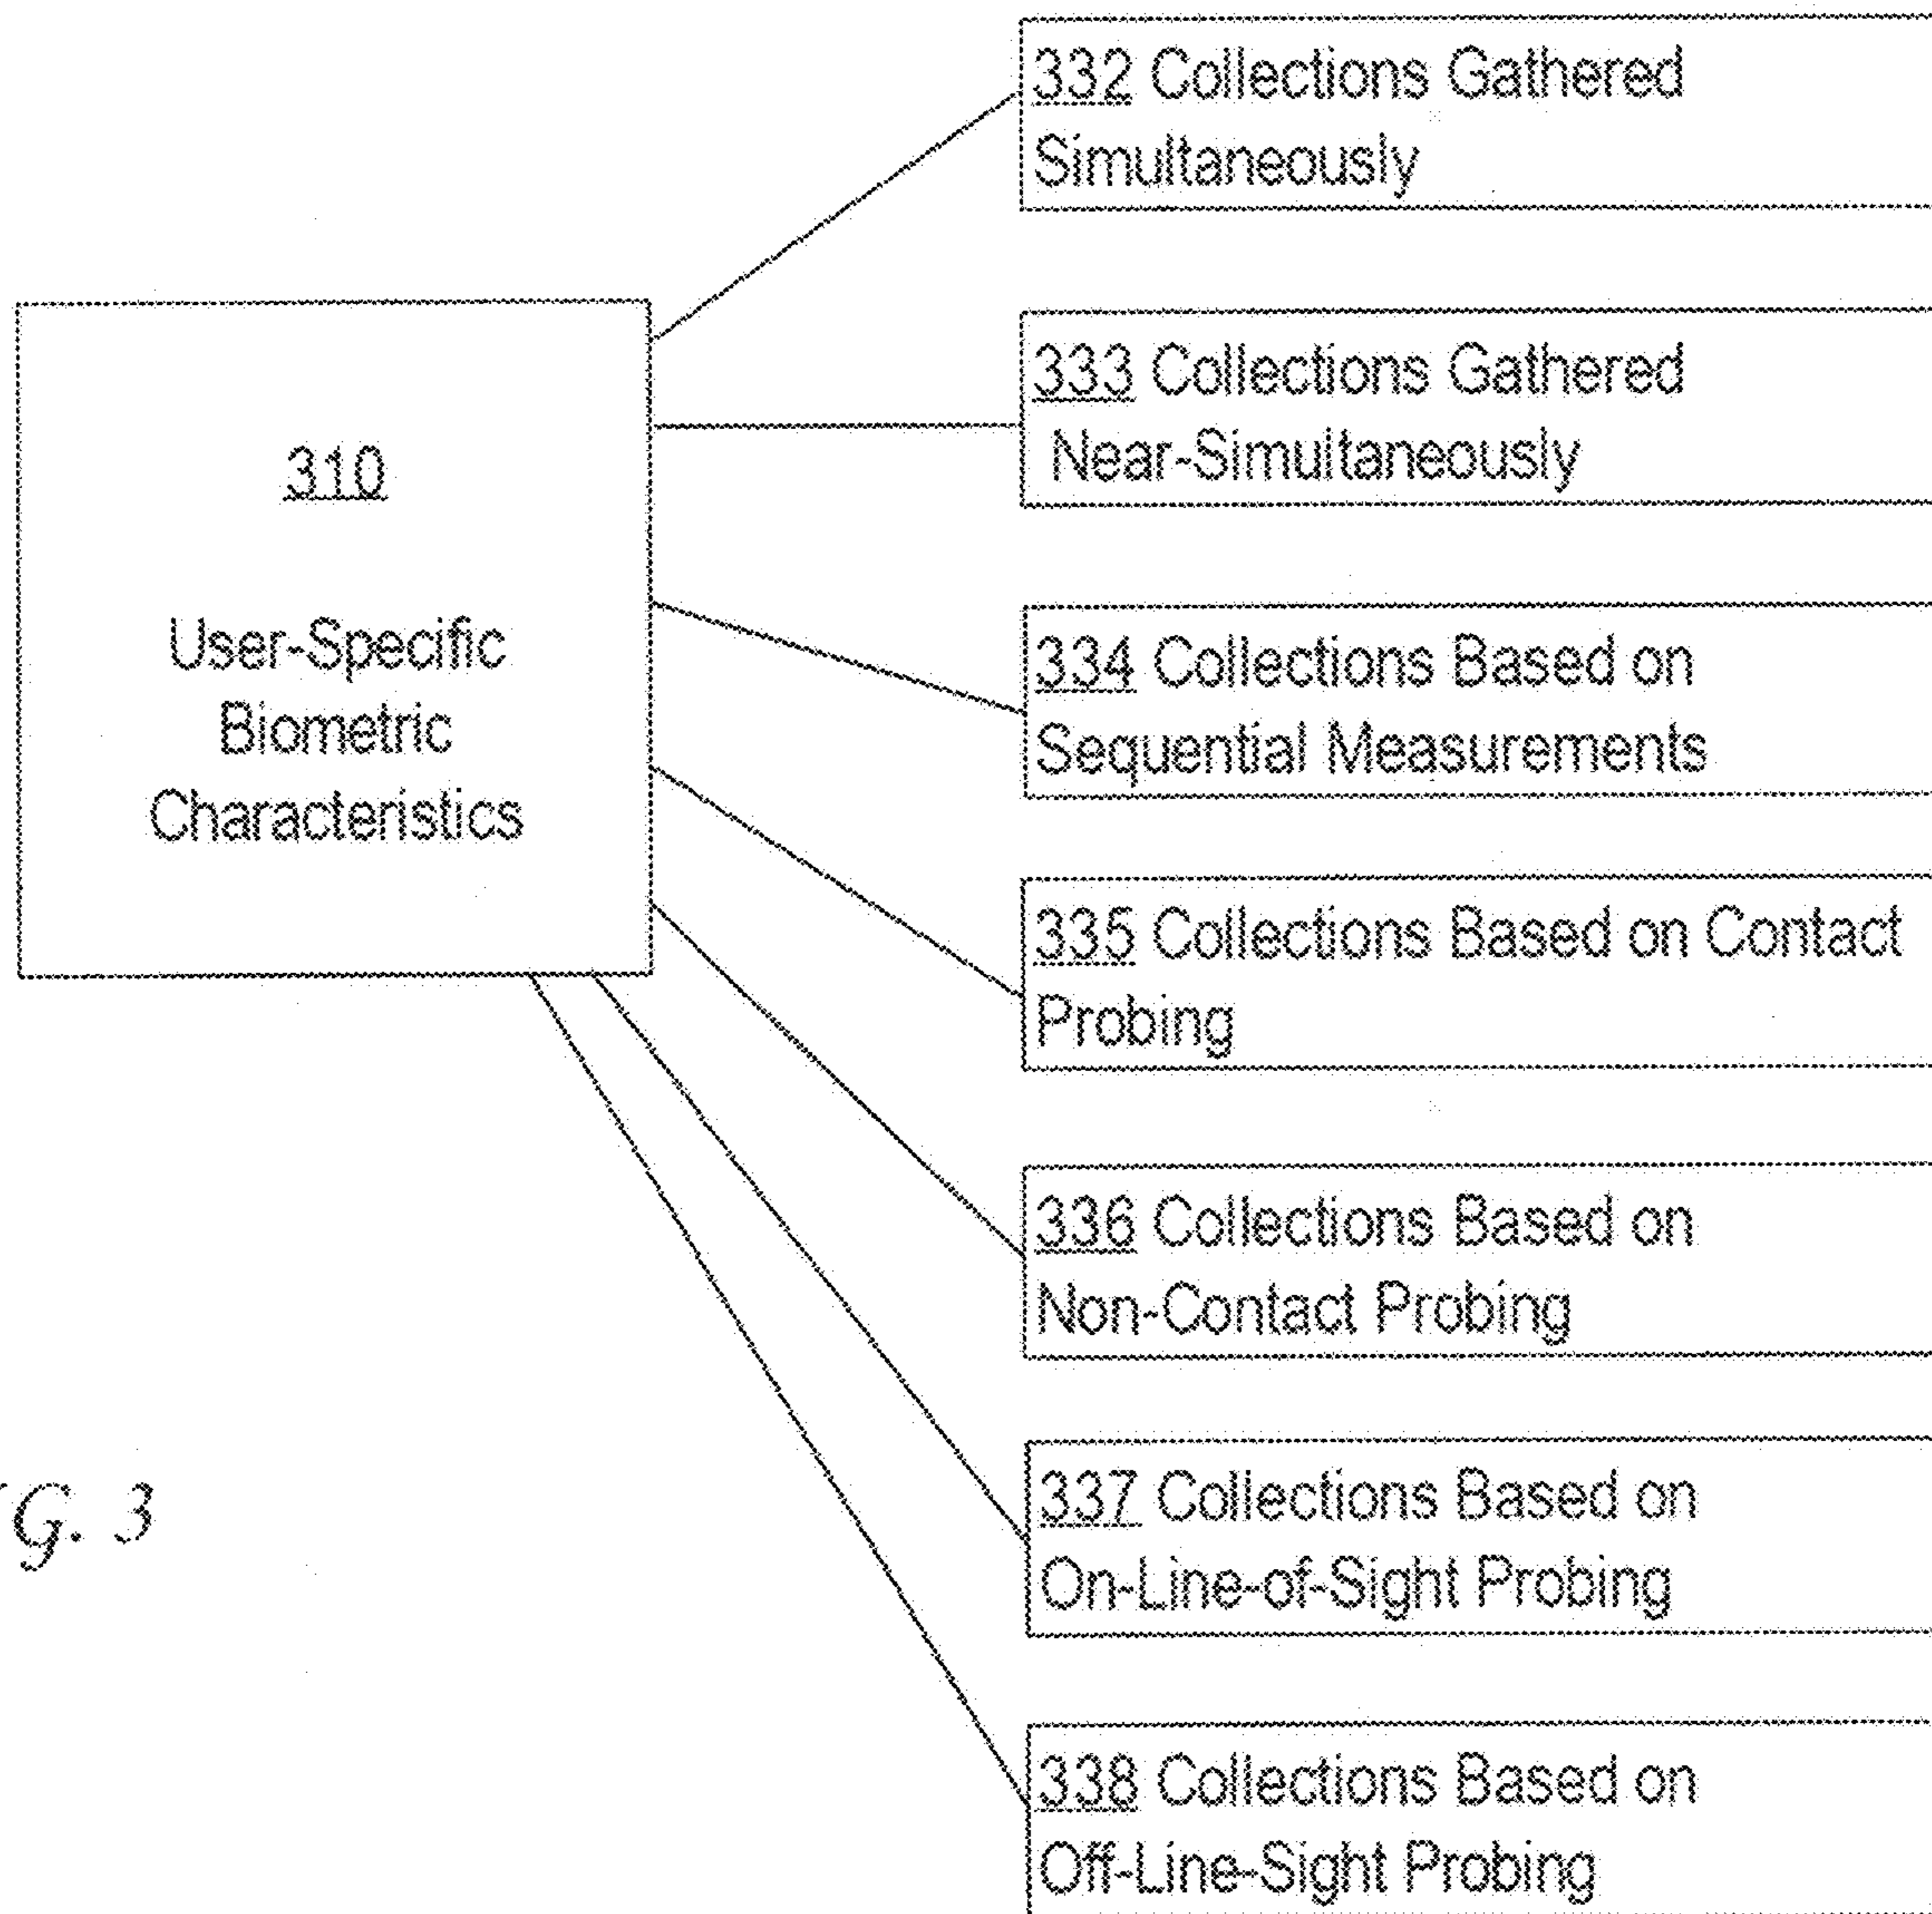 310
User-Specific
Biometric
Characteristics
332 Collections Gathered
Simultaneously
333 Collections Gathered
Near-Simultaneously
334 Collections Based on
Sequential Measurements
335 Collections Based on Contact
Probing
336 Collections Based on
Non-Contact Probing
337 Collections Based on
On-Line-of-Sight Probing
338 Collections Based on
Off-Line-Sight Probing
G. 3